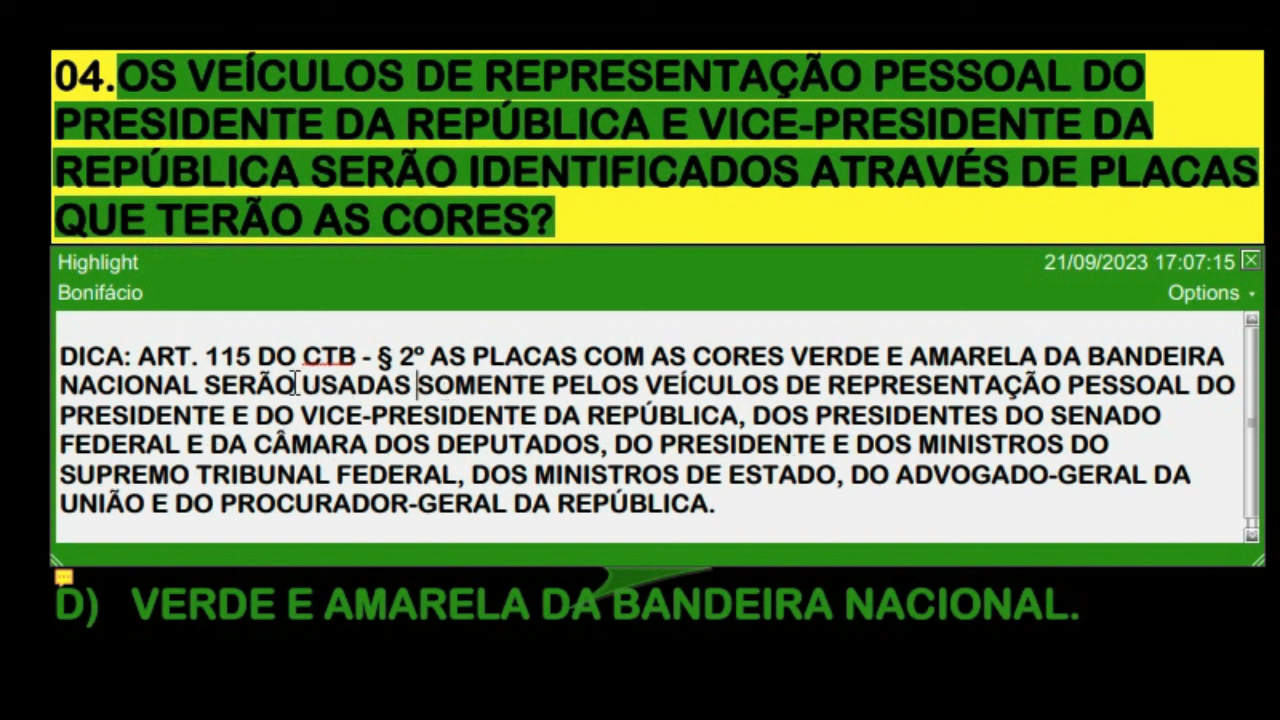 04.OS VEÍCULOS DE REPRESENTAÇÃO PESSOAL DO
PRESIDENTE DA REPÚBLICA E VICE-PRESIDENTE DA
REPÚBLICA SERÃO IDENTIFICADOS ATRAVÉS DE PLACAS
QUE TERÃO AS CORES?
Highlight 21/09/2023 17:07:15
Bonifácio Options
DICA: ART. 115 DO CTB - § 2º AS PLACAS COM AS CORES VERDE E AMARELA DA BANDEIRA
NACIONAL SERÃO USADAS SOMENTE PELOS VEÍCULOS DE REPRESENTAÇÃO PESSOAL DO
PRESIDENTE E DO VICE-PRESIDENTE DA REPÚBLICA, DOS PRESIDENTES DO SENADO
FEDERAL E DA CÂMARA DOS DEPUTADOS, DO PRESIDENTE E DOS MINISTROS DO
SUPREMO TRIBUNAL FEDERAL, DOS MINISTROS DE ESTADO, DO ADVOGADO-GERAL DA
UNIÃO E DO PROCURADOR-GERAL DA REPÚBLICA.
D) VERDE E AMARELA DA BANDEIRA NACIONAL.